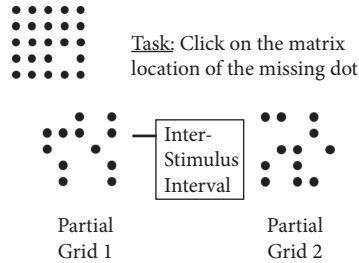 Task: Click on the matrix
location of the missing dot
Inter-
Stimulus
Interval
Partial
Grid 1
Partial
Grid 2